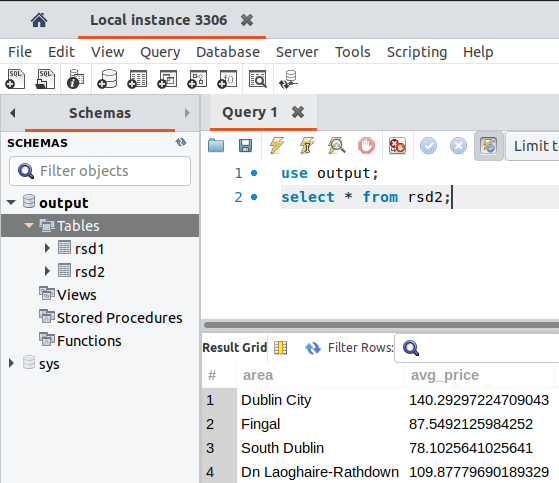 Local instance 3306
File Edit View Query Database Server Tools Scripting Help
Schemas
SCHEMAS
Filter objects
output
Tables
rsd1
rsd2
Views
Stored Procedures
Functions
sys
Query 1
Limit to
1 use output;
2 select * from rsd2;
Result Grid Filter Rows:
# area avg_price
1 Dublin City 140.29297224709043
2 Fingal 87.5492125984252
3 South Dublin 78.1025641025641
4 Dn Laoghaire-Rathdown 109.87779690189329